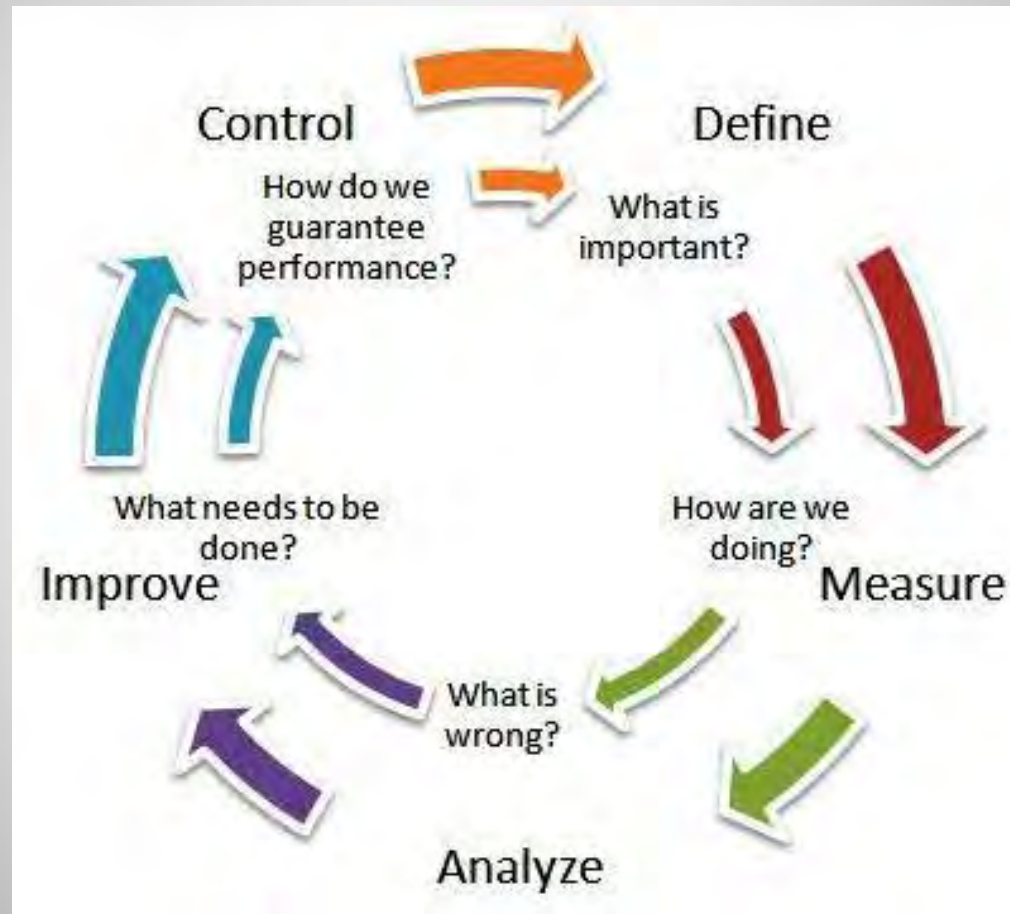 Control
How do we
guarantee
performance?
Define
What is
important?
How are we
doing?
Measure
What is
wrong?
Analyze
What needs to be
done?
Improve